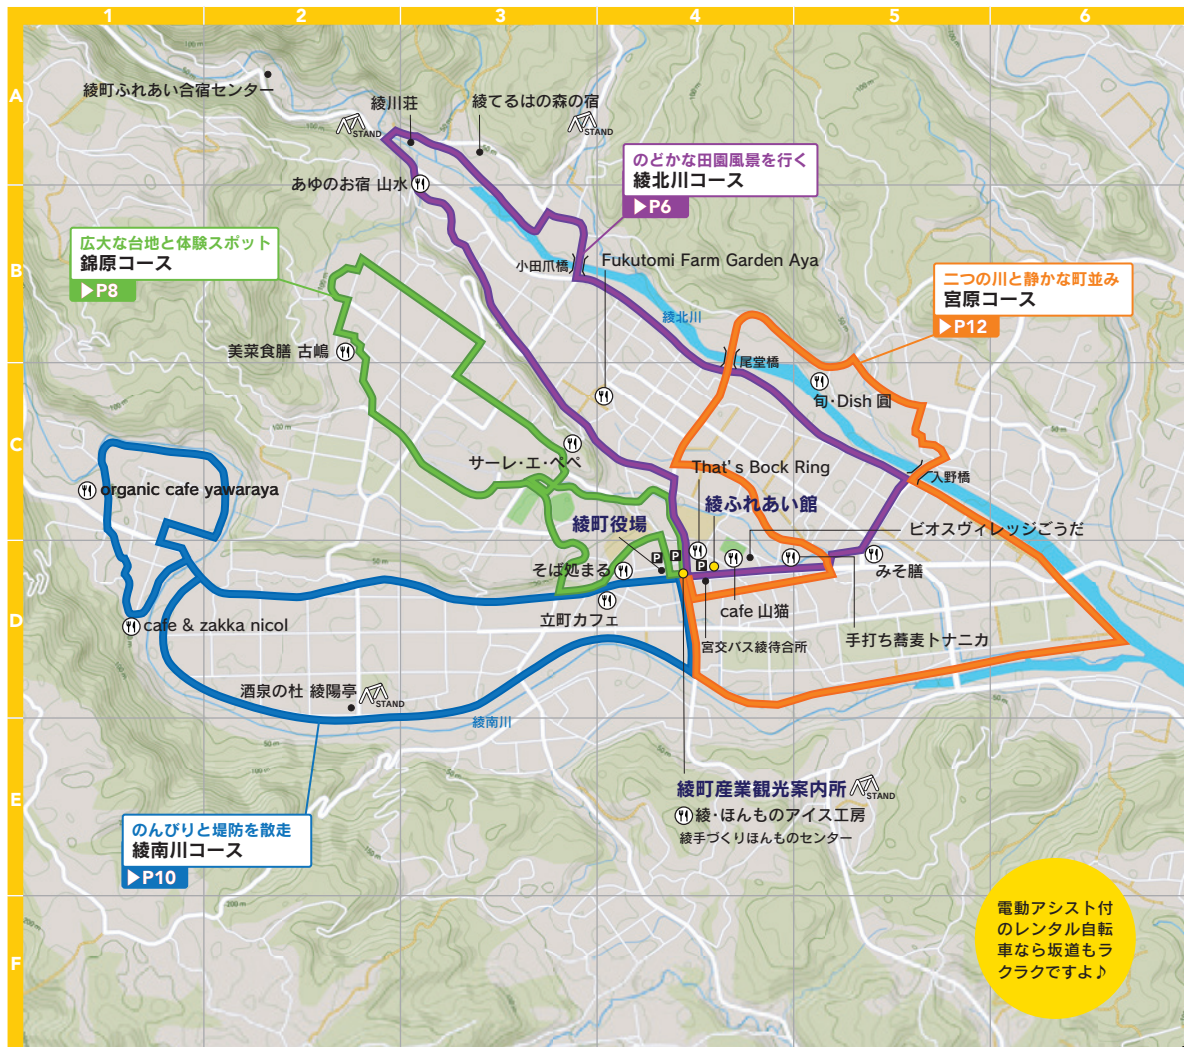 1 2 3 4 5 6
A
B
C
D
E
F
綾町ふれあい合宿センター
綾川荘
綾てるはの森の宿
STAND
STAND
あゆのお宿 山水
のどかな田園風景を行く
綾北川コース
▶P6
広大な台地と体験スポット
錦原コース
▶P8
小田爪橋
Fukutomi Farm Garden Aya
二つの川と静かな町並み
宮原コース
▶P12
綾北川
美菜食膳 古嶋
尾堂橋
旬・Dish 圓
サーレ・エ・ペペ
That's Bock Ring
入野橋
organic cafe yawaraya
綾ふれあい館
綾町役場
ビオスヴィレッジごうだ
P
P
P
そば処まる
みそ膳
立町カフェ
cafe 山猫
cafe & zakka nicol
宮交バス綾待合所
手打ち蕎麦トナニカ
酒泉の杜 綾陽亭
STAND
綾南川
綾町産業観光案内所
STAND
綾・ほんものアイス工房
綾手づくりほんものセンター
のんびりと堤防を散走
綾南川コース
▶P10
電動アシスト付
のレンタル自転
車なら坂道もラ
クラクですよ♪
50 m
100 m
100 m
50 m
100 m
50 m
100 m
200 m
200 m